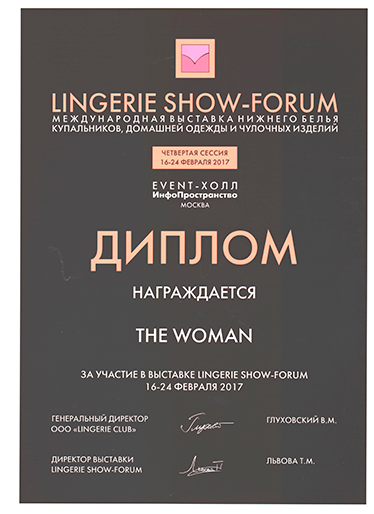 LINGERIE SHOW-FORUM
МЕЖДУНАРОДНАЯ ВЫСТАВКА НИЖНЕГО БЕЛЬЯ
КУПАЛЬНИКОВ, ДОМАШНЕЙ ОДЕЖДЫ И ЧУЛОЧНЫХ ИЗДЕЛИЙ
ЧЕТВЕРТАЯ СЕССИЯ
16-24 ФЕВРАЛЯ 2017
EVENT-ХОЛЛ
ИнфоПространство
МОСКВА
ДИПЛОМ
НАГРАЖДАЕТСЯ
THE WOMAN
ЗА УЧАСТИЕ В ВЫСТАВКЕ LINGERIE SHOW-FORUM
16-24 ФЕВРАЛЯ 2017
ГЕНЕРАЛЬНЫЙ ДИРЕКТОР ГЛУХОВСКИЙ В.М.
ООО «LINGERIE CLUB»
ДИРЕКТОР ВЫСТАВКИ ЛЬВОВА Т.М.
LINGERIE SHOW-FORUM